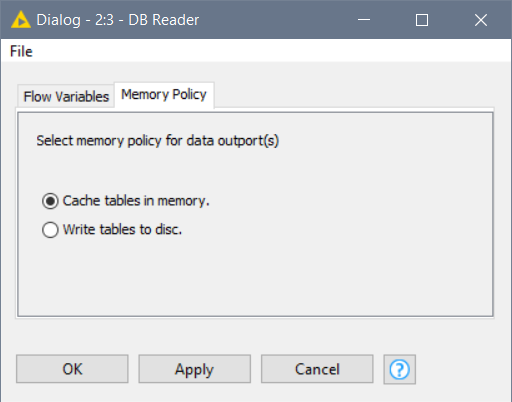 Dialog - 2:3 - DB Reader
File
Flow Variables Memory Policy
Select memory policy for data outport(s)
Cache tables in memory.
Write tables to disc.
OK Apply Cancel ?